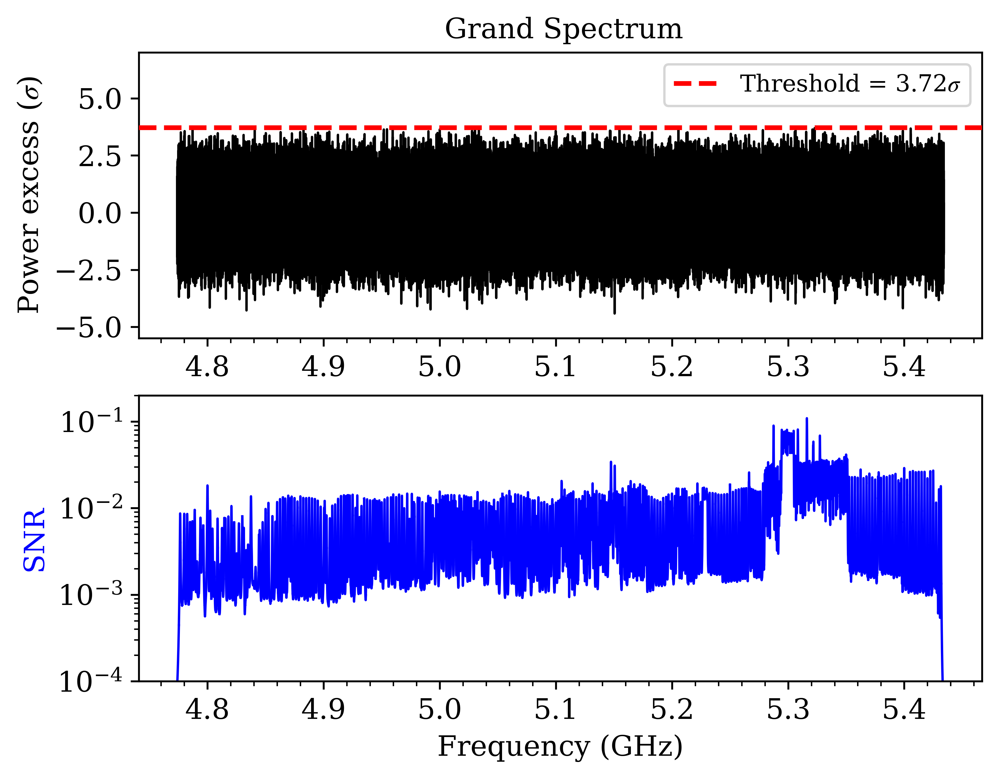 Grand Spectrum
Power excess (σ)
5.0
2.5
0.0
−2.5
−5.0
Threshold = 3.72σ
4.8 4.9 5.0 5.1 5.2 5.3 5.4
SNR
10⁻¹
10⁻²
10⁻³
10⁻⁴
4.8 4.9 5.0 5.1 5.2 5.3 5.4
Frequency (GHz)